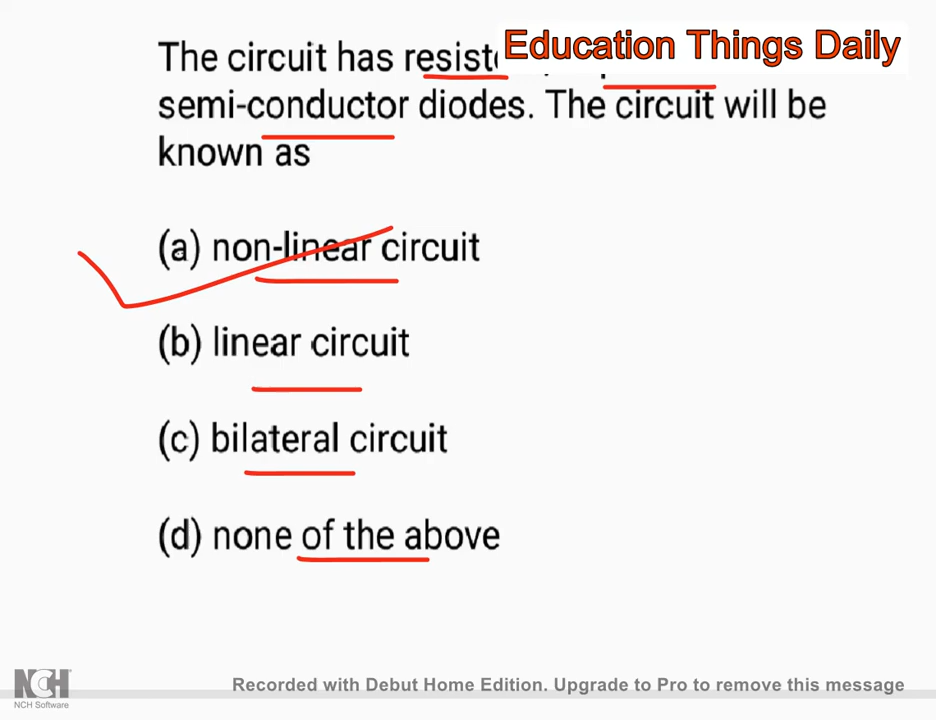 Education Things Daily
The circuit has
semi-conductor diodes. The circuit will be
known as
(a) non-linear circuit
(b) linear circuit
(c) bilateral circuit
(d) none of the above
NCH
NCH Software
Recorded with Debut Home Edition. Upgrade to Pro to remove this message